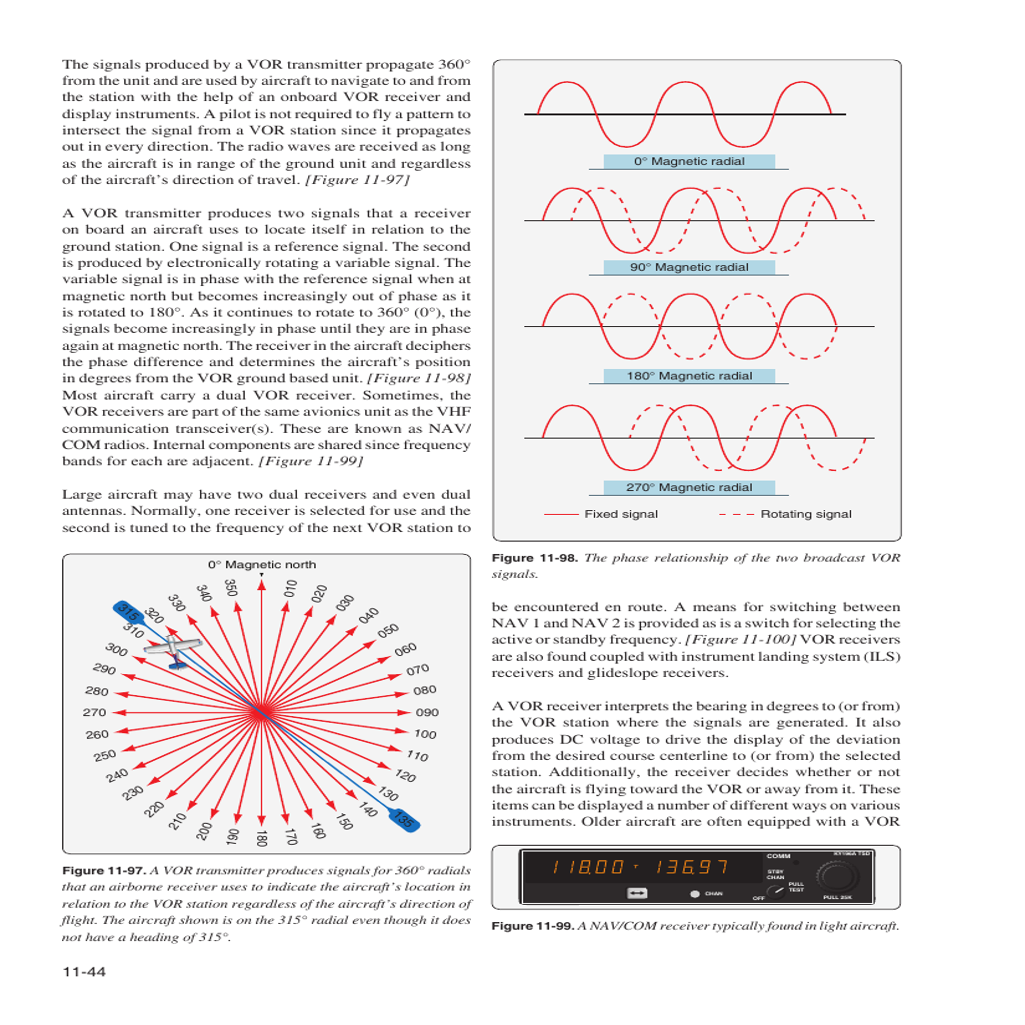 The signals produced by a VOR transmitter propagate 360°
from the unit and are used by aircraft to navigate to and from
the station with the help of an onboard VOR receiver and
display instruments. A pilot is not required to fly a pattern to
intersect the signal from a VOR station since it propagates
out in every direction. The radio waves are received as long
as the aircraft is in range of the ground unit and regardless
of the aircraft's direction of travel. [Figure 11-97]
A VOR transmitter produces two signals that a receiver
on board an aircraft uses to locate itself in relation to the
ground station. One signal is a reference signal. The second
is produced by electronically rotating a variable signal. The
variable signal is in phase with the reference signal when at
magnetic north but becomes increasingly out of phase as it
is rotated to 180°. As it continues to rotate to 360° (0°), the
signals become increasingly in phase until they are in phase
again at magnetic north. The receiver in the aircraft deciphers
the phase difference and determines the aircraft's position
in degrees from the VOR ground based unit. [Figure 11-98]
Most aircraft carry a dual VOR receiver. Sometimes, the
VOR receivers are part of the same avionics unit as the VHF
communication transceiver(s). These are known as NAV/
COM radios. Internal components are shared since frequency
bands for each are adjacent. [Figure 11-99]
Large aircraft may have two dual receivers and even dual
antennas. Normally, one receiver is selected for use and the
second is tuned to the frequency of the next VOR station to
0° Magnetic north
010
020
030
040
050
060
070
080
090
100
110
120
130
135
140
150
160
170
180
190
200
210
220
230
240
250
260
270
280
290
300
310
315
320
330
340
350
Figure 11-97. A VOR transmitter produces signals for 360° radials
that an airborne receiver uses to indicate the aircraft's location in
relation to the VOR station regardless of the aircraft's direction of
flight. The aircraft shown is on the 315° radial even though it does
not have a heading of 315°.
0° Magnetic radial
90° Magnetic radial
180° Magnetic radial
270° Magnetic radial
Fixed signal Rotating signal
Figure 11-98. The phase relationship of the two broadcast VOR
signals.
be encountered en route. A means for switching between
NAV 1 and NAV 2 is provided as is a switch for selecting the
active or standby frequency. [Figure 11-100] VOR receivers
are also found coupled with instrument landing system (ILS)
receivers and glideslope receivers.
A VOR receiver interprets the bearing in degrees to (or from)
the VOR station where the signals are generated. It also
produces DC voltage to drive the display of the deviation
from the desired course centerline to (or from) the selected
station. Additionally, the receiver decides whether or not
the aircraft is flying toward the VOR or away from it. These
items can be displayed a number of different ways on various
instruments. Older aircraft are often equipped with a VOR
118.00 T 136.97
COMM
KY196A TSO
STBY
CHAN
PULL
TEST
CHAN
OFF
PULL 25K
Figure 11-99. A NAV/COM receiver typically found in light aircraft.
11-44